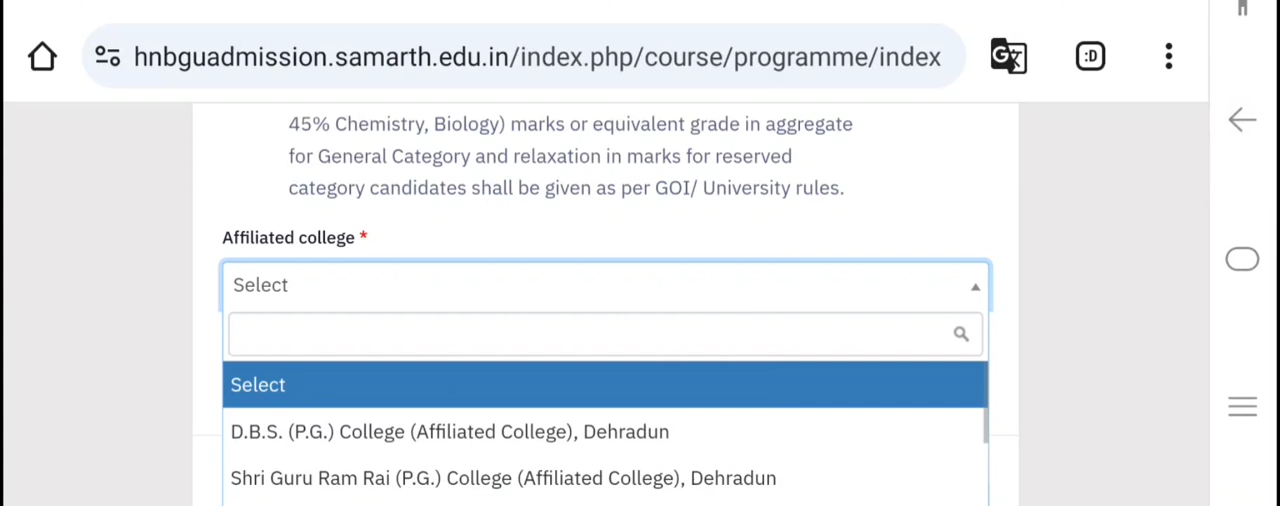 hnbguadmission.samarth.edu.in/index.php/course/programme/index
:D
45% Chemistry, Biology) marks or equivalent grade in aggregate
for General Category and relaxation in marks for reserved
category candidates shall be given as per GOI/ University rules.
Affiliated college *
Select
Select
D.B.S. (P.G.) College (Affiliated College), Dehradun
Shri Guru Ram Rai (P.G.) College (Affiliated College), Dehradun